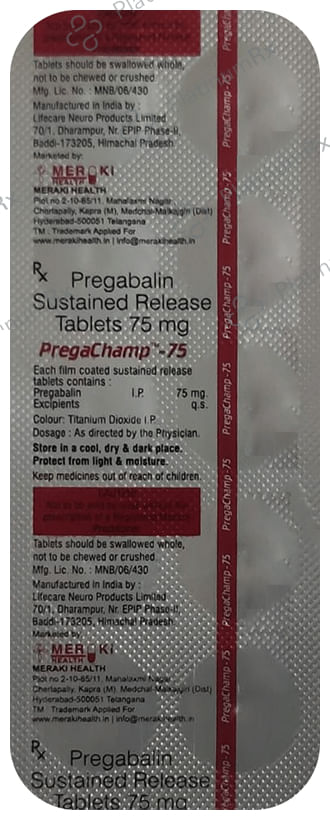 Tablets should be swallowed whole,
not to be chewed or crushed.
Mfg. Lic. No. : MNB/06/430
Manufactured in India by :
Lifecare Neuro Products Limited
70/1, Dharampur, Nr. EPIP Phase-II,
Baddi-173205, Himachal Pradesh.
Marketed by:
MERAKI
HEALTH
MERAKI HEALTH
Plot no 2-10-65/11, Mahalaxmi Nagar,
Cherlapally, Kapra (M), Medchal-Malkajgiri (Dist)
Hyderabad-500051 Telangana
TM : Trademark Applied For
www.merakihealth.in | info@merakihealth.in
Rx
Pregabalin
Sustained Release
Tablets 75 mg
PregaChamp™-75
Each film coated sustained release
tablets contains :
Pregabalin I.P. 75 mg.
Excipients q.s.
Colour: Titanium Dioxide I.P.
Dosage : As directed by the Physician.
Store in a cool, dry & dark place.
Protect from light & moisture.
Keep medicines out of reach of children.
Tablets should be swallowed whole,
not to be chewed or crushed.
Mfg. Lic. No. : MNB/06/430
Manufactured in India by :
Lifecare Neuro Products Limited
70/1, Dharampur, Nr. EPIP Phase-II,
Baddi-173205, Himachal Pradesh.
Marketed by:
MERAKI
HEALTH
MERAKI HEALTH
Plot no 2-10-65/11, Mahalaxmi Nagar,
Cherlapally, Kapra (M), Medchal-Malkajgiri (Dist)
Hyderabad-500051 Telangana
TM : Trademark Applied For
www.merakihealth.in | info@merakihealth.in
Rx
Pregabalin
Sustained Release
Tablets 75 mg
PregaChamp-75
PregaChamp-75
PregaChamp-75
PregaChamp-75
PregaChamp-75
PregaChamp-75
PregaChamp-75
PregaChamp-75